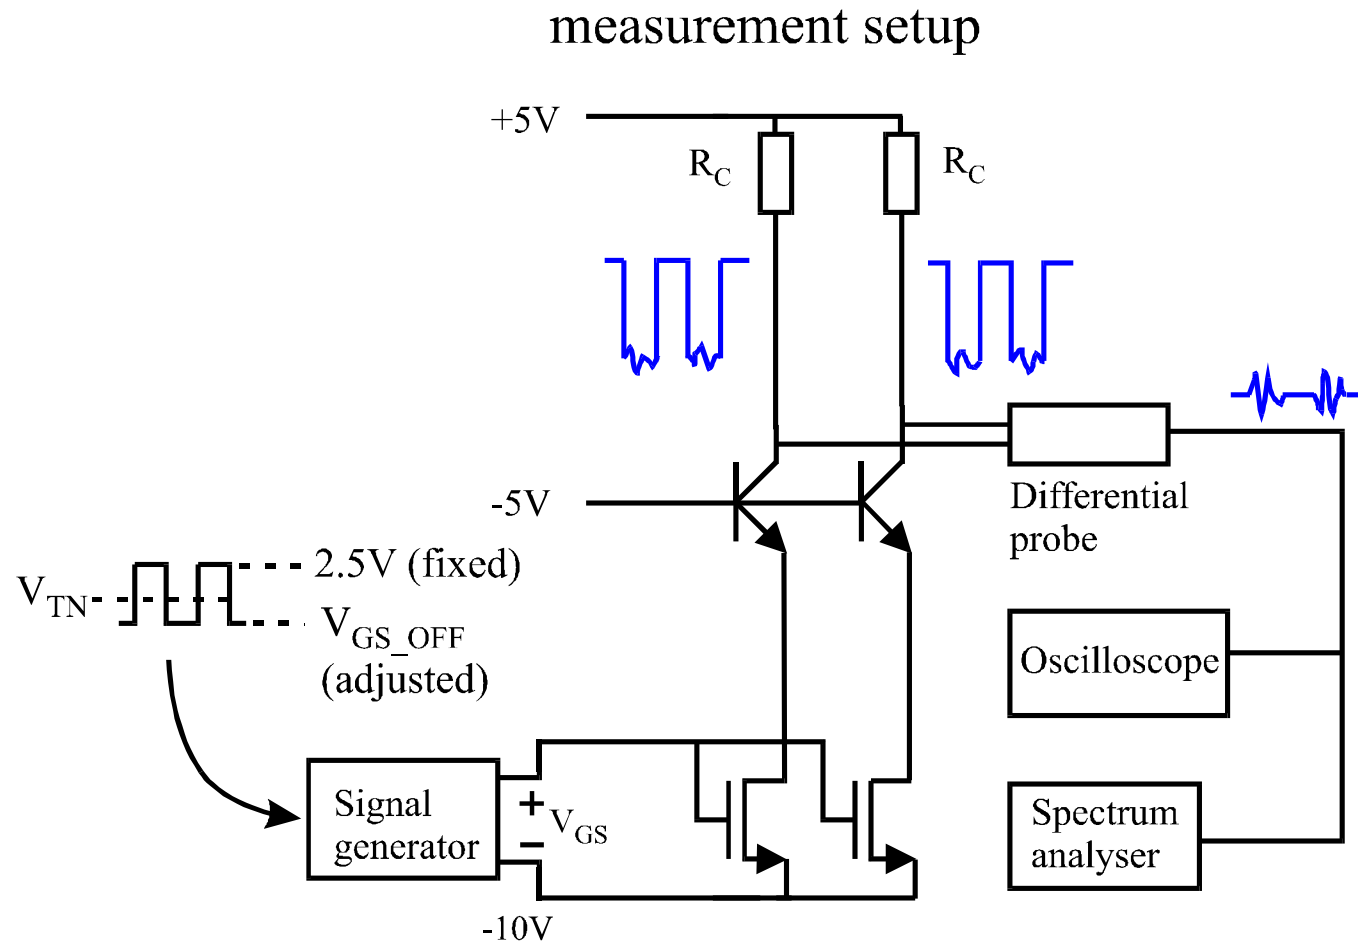 measurement setup
+5V
R_C
R_C
-5V
Differential
probe
2.5V (fixed)
V_TN
V_GS_OFF
(adjusted)
Oscilloscope
Signal
generator
+
V_GS
−
Spectrum
analyser
-10V